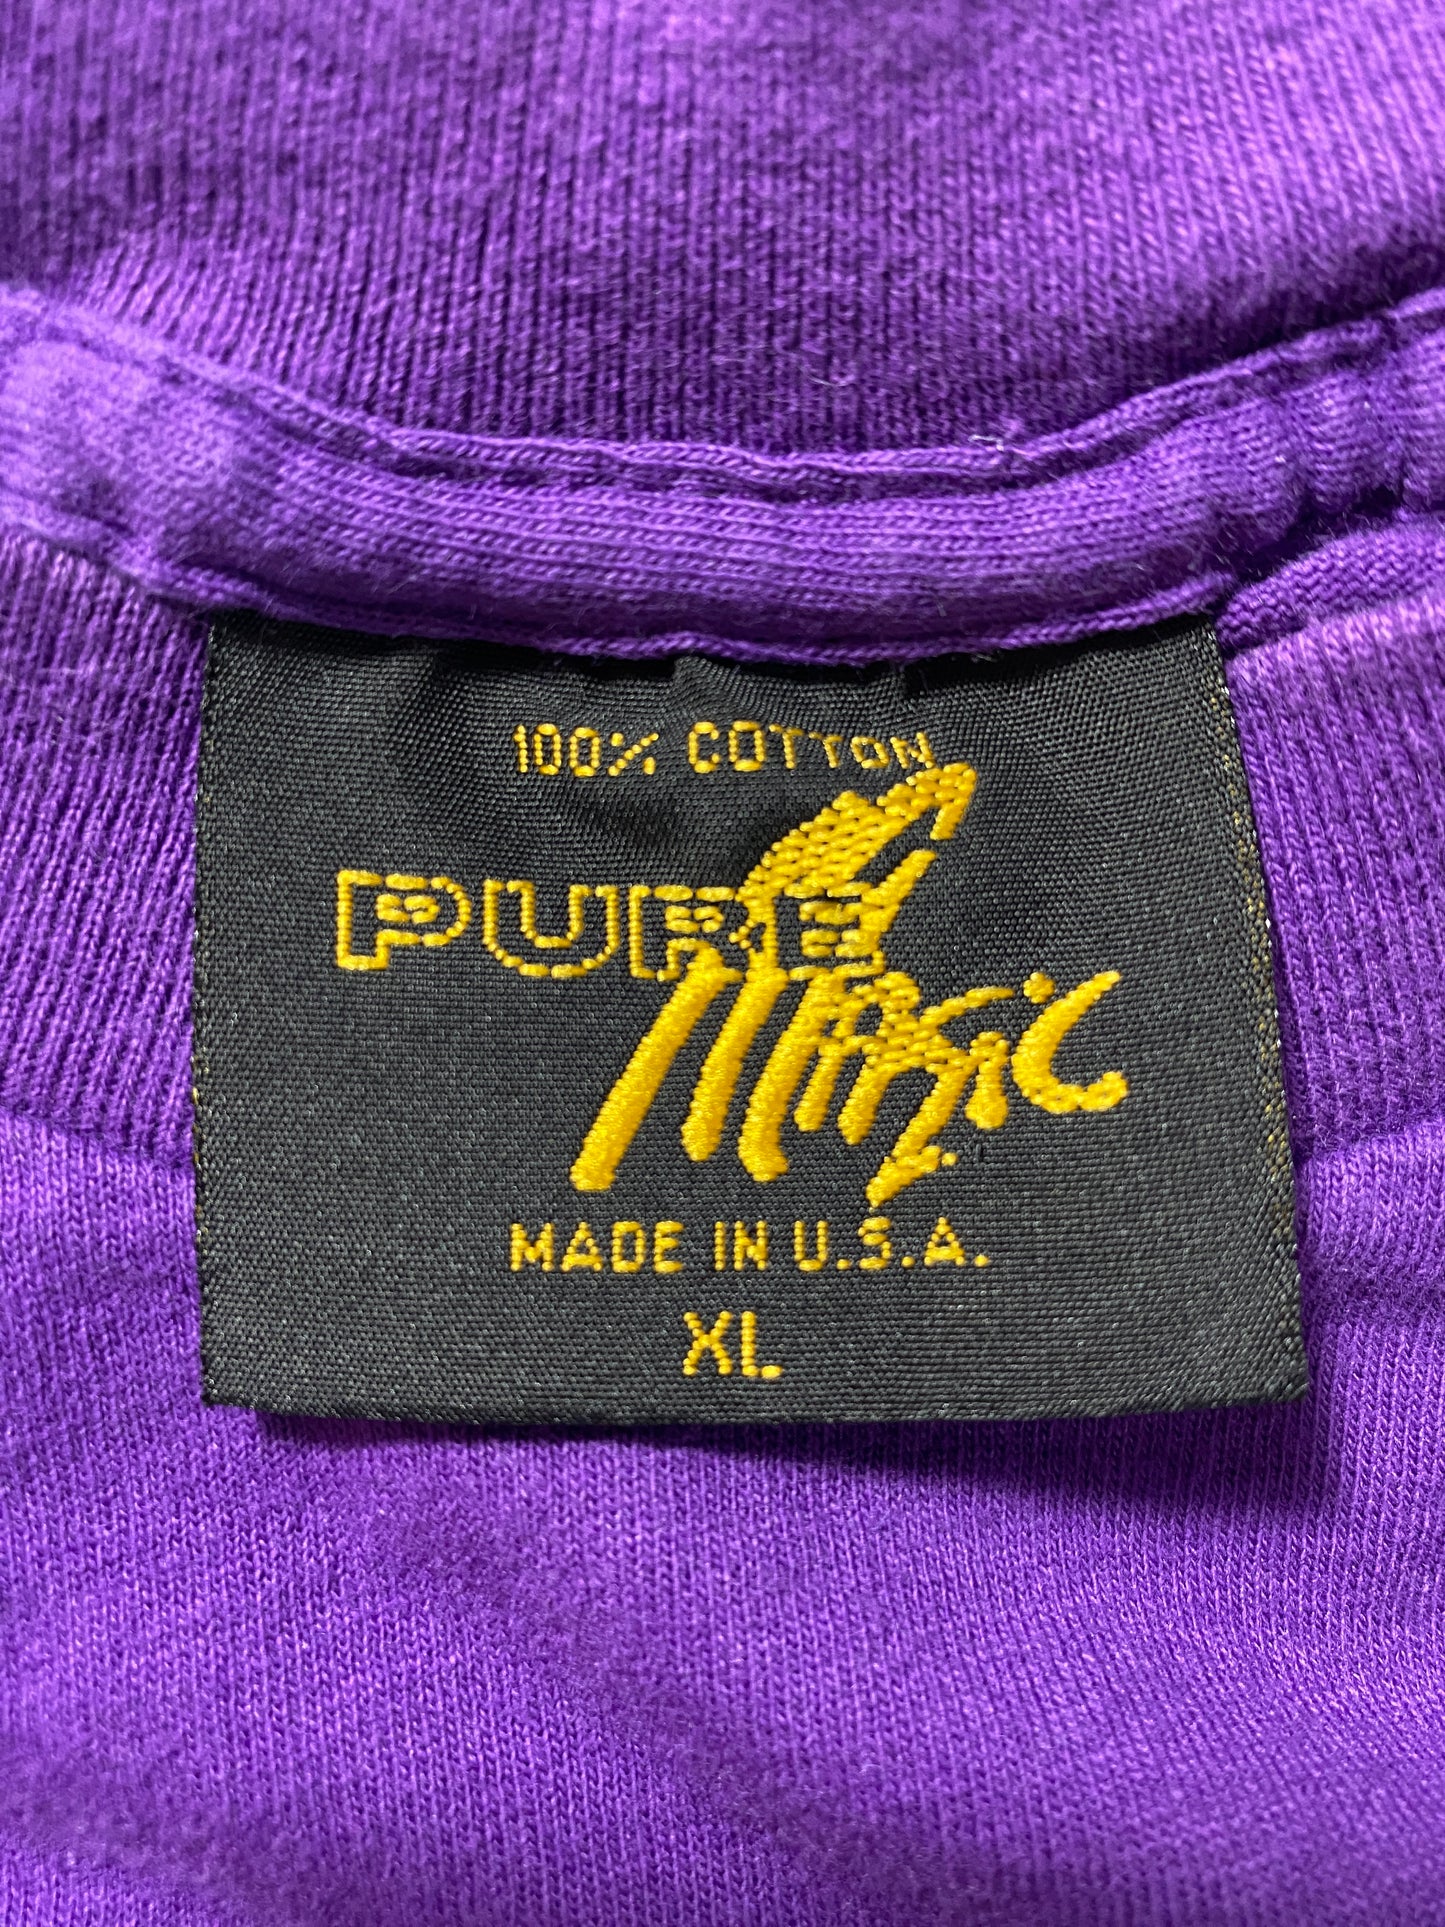 100% COTTON
PURE
Magic
MADE IN U.S.A.
XL